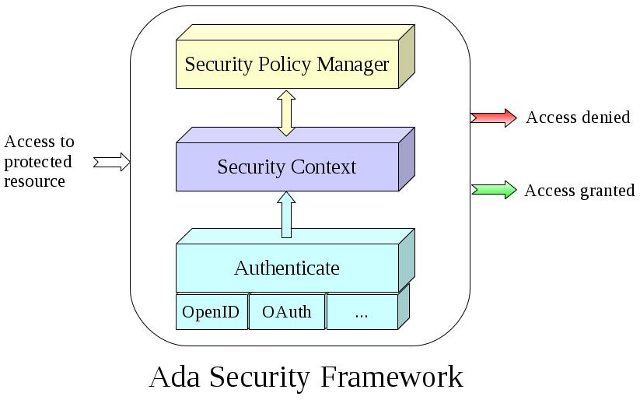 Security Policy Manager
Access to
protected
resource
Security Context
Access denied
Access granted
Authenticate
OpenID
OAuth
...
Ada Security Framework